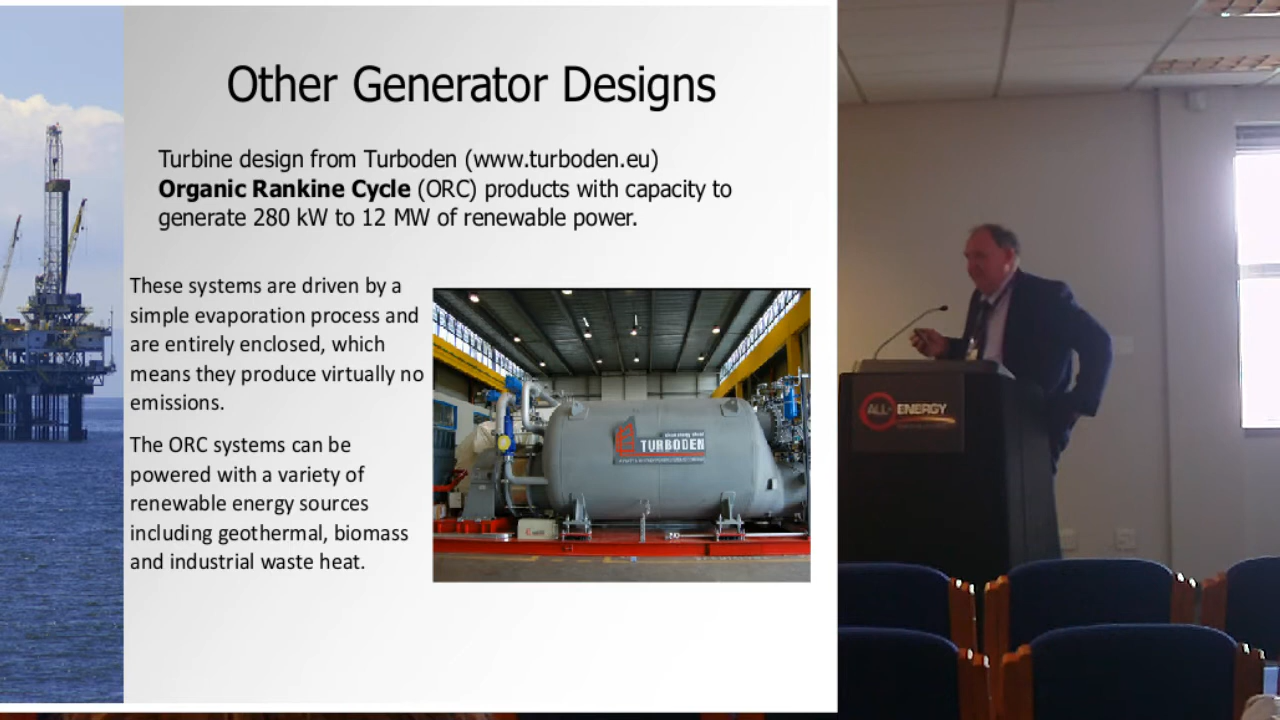 Other Generator Designs
Turbine design from Turboden (www.turboden.eu)
Organic Rankine Cycle (ORC) products with capacity to
generate 280 kW to 12 MW of renewable power.
These systems are driven by a
simple evaporation process and
are entirely enclosed, which
means they produce virtually no
emissions.
The ORC systems can be
powered with a variety of
renewable energy sources
including geothermal, biomass
and industrial waste heat.
TURBODEN
ALL-ENERGY